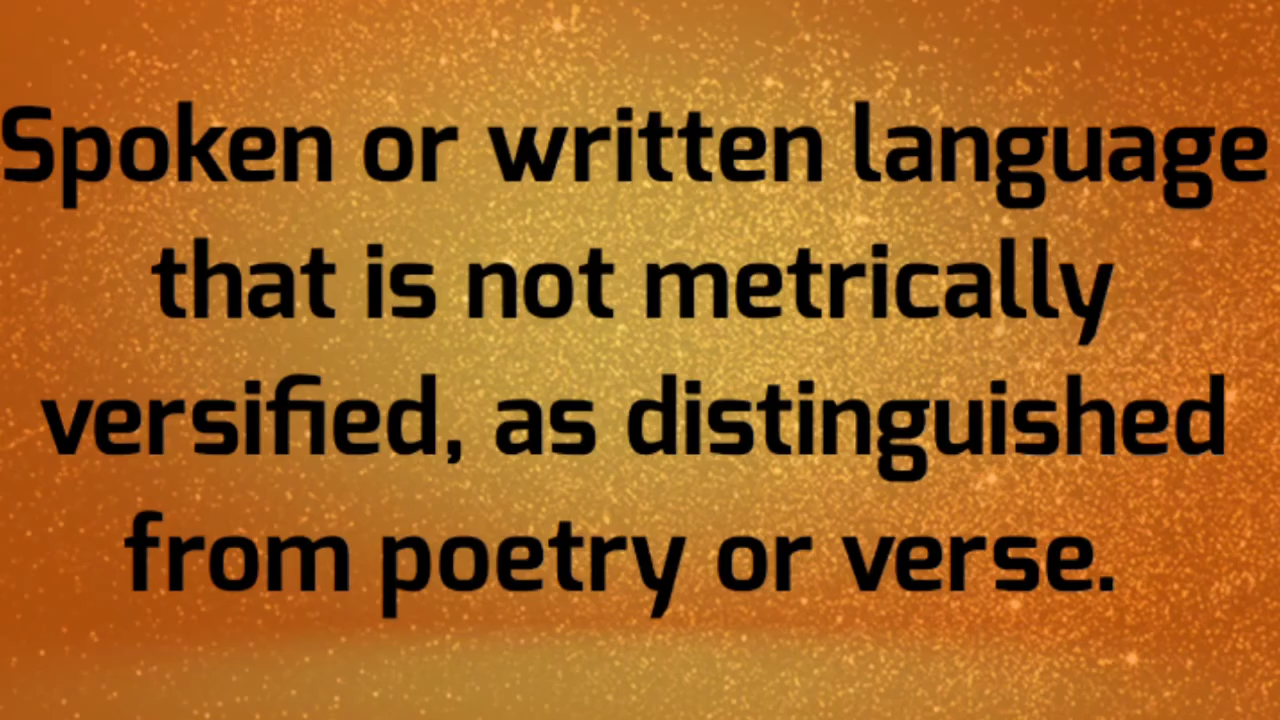 Spoken or written language
that is not metrically
versified, as distinguished
from poetry or verse.